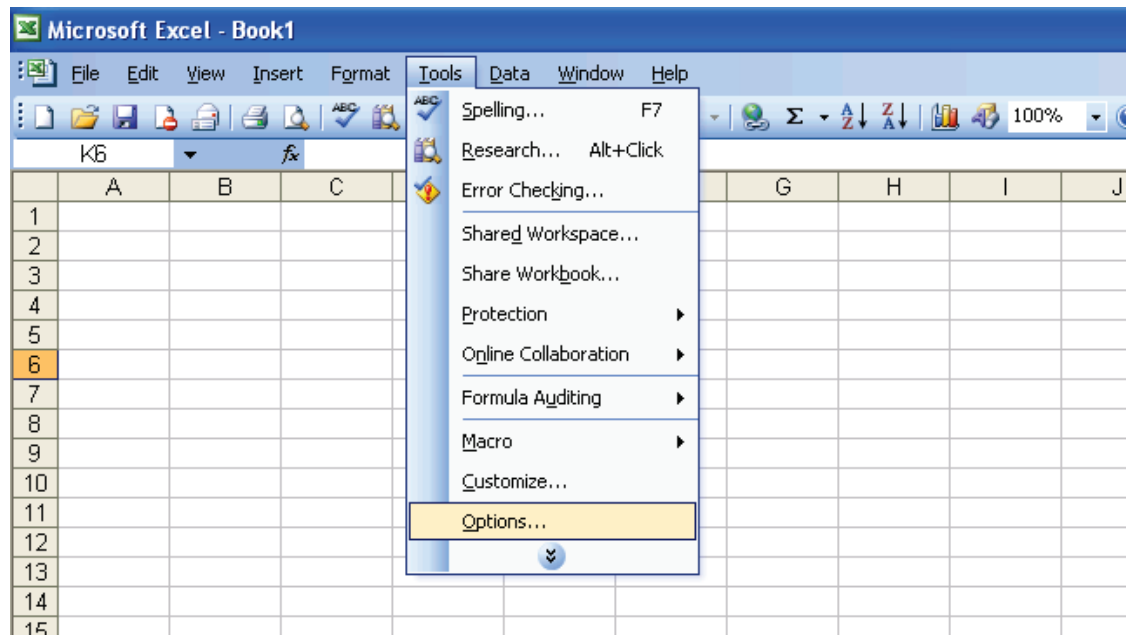 Microsoft Excel - Book1
File Edit View Insert Format Tools Data Window Help
ABC Σ A Z Z A 100%
K6 fx
A B C G H I J
ABC Spelling... F7
Research... Alt+Click
Error Checking...
Shared Workspace...
Share Workbook...
Protection
Online Collaboration
Formula Auditing
Macro
Customize...
Options...
1
2
3
4
5
6
7
8
9
10
11
12
13
14
15